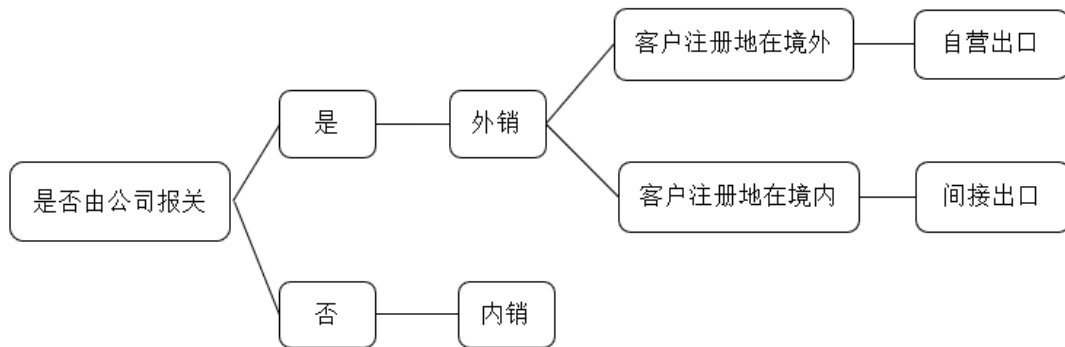 客户注册地在境外
自营出口
是
外销
是否由公司报关
客户注册地在境内
间接出口
否
内销